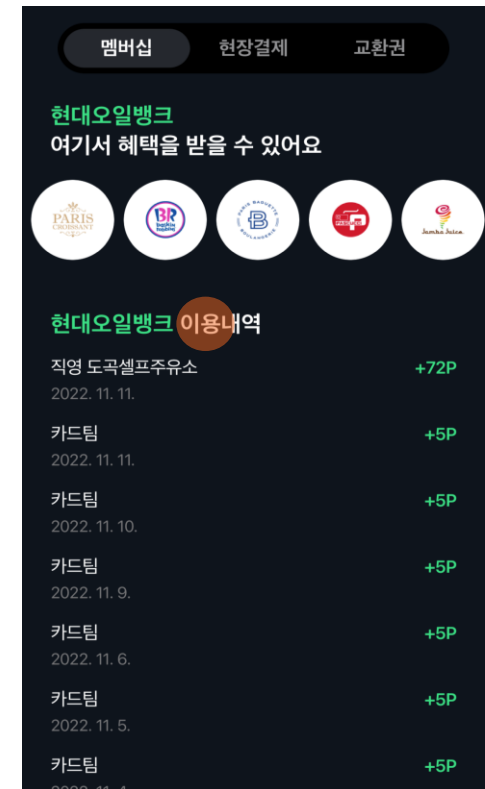 멤버십 현장결제 교환권
현대오일뱅크
여기서 혜택을 받을 수 있어요
PARIS
CROISSANT
BR
baskin
robbins
PARIS BAGUETTE
B
BOULANGERIE
Jamba Juice
현대오일뱅크 이용내역
직영 도곡셀프주유소 +72P
2022. 11. 11.
카드팀 +5P
2022. 11. 11.
카드팀 +5P
2022. 11. 10.
카드팀 +5P
2022. 11. 9.
카드팀 +5P
2022. 11. 6.
카드팀 +5P
2022. 11. 5.
카드팀 +5P